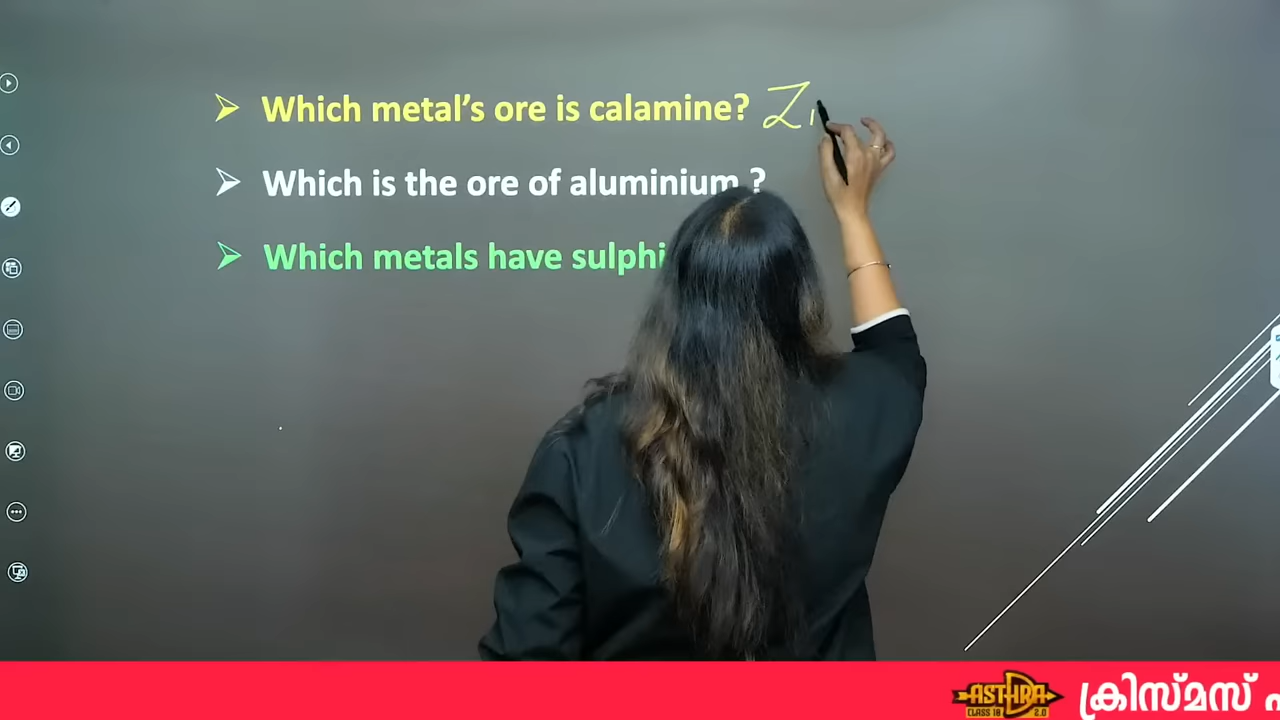 Which metal's ore is calamine? Zi
Which is the ore of aluminium ?
Which metals have sulphi
ASTHRA
CLASS 10 2.0
ക്രിസ്മസ്